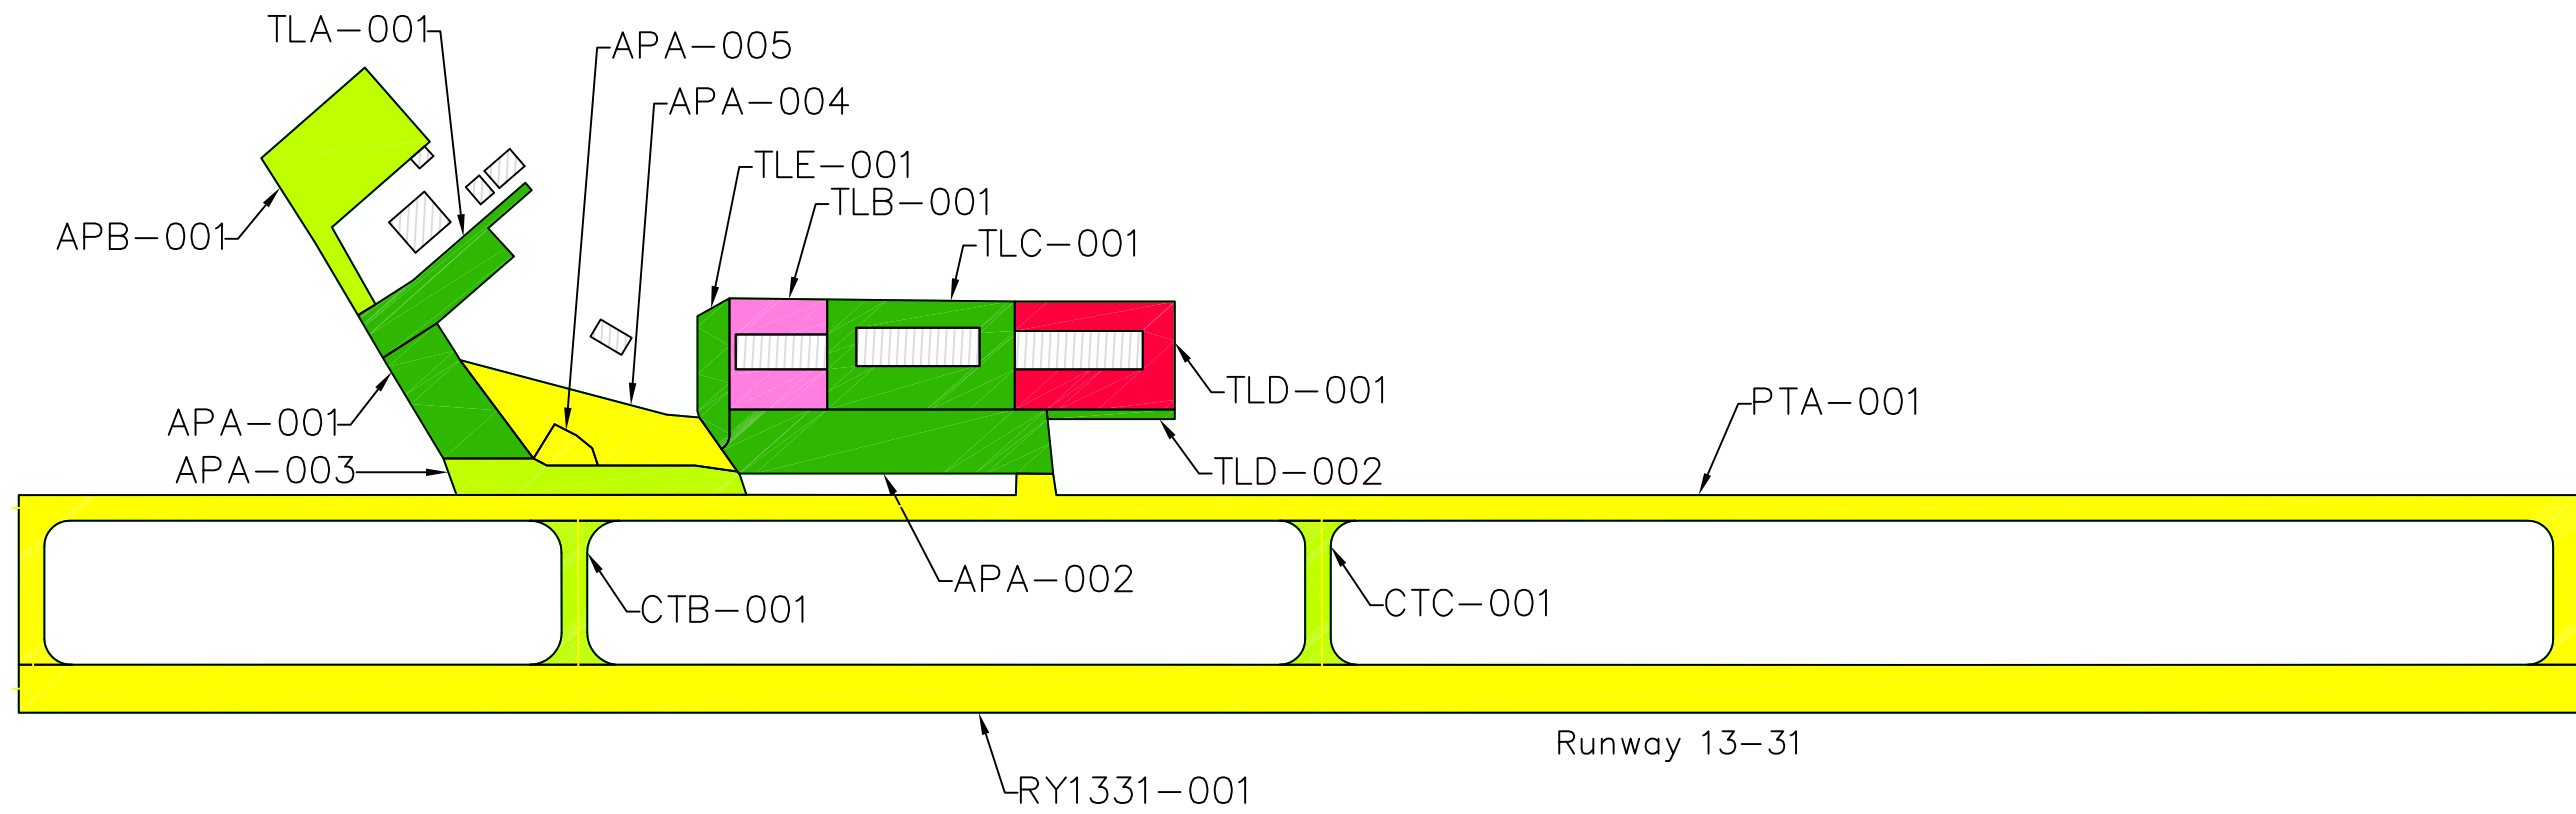 TLA-001
APA-005
APA-004
TLE-001
TLB-001
APB-001
TLC-001
TLD-001
PTA-001
APA-001
APA-003
TLD-002
APA-002
CTB-001
CTC-001
Runway 13-31
RY1331-001